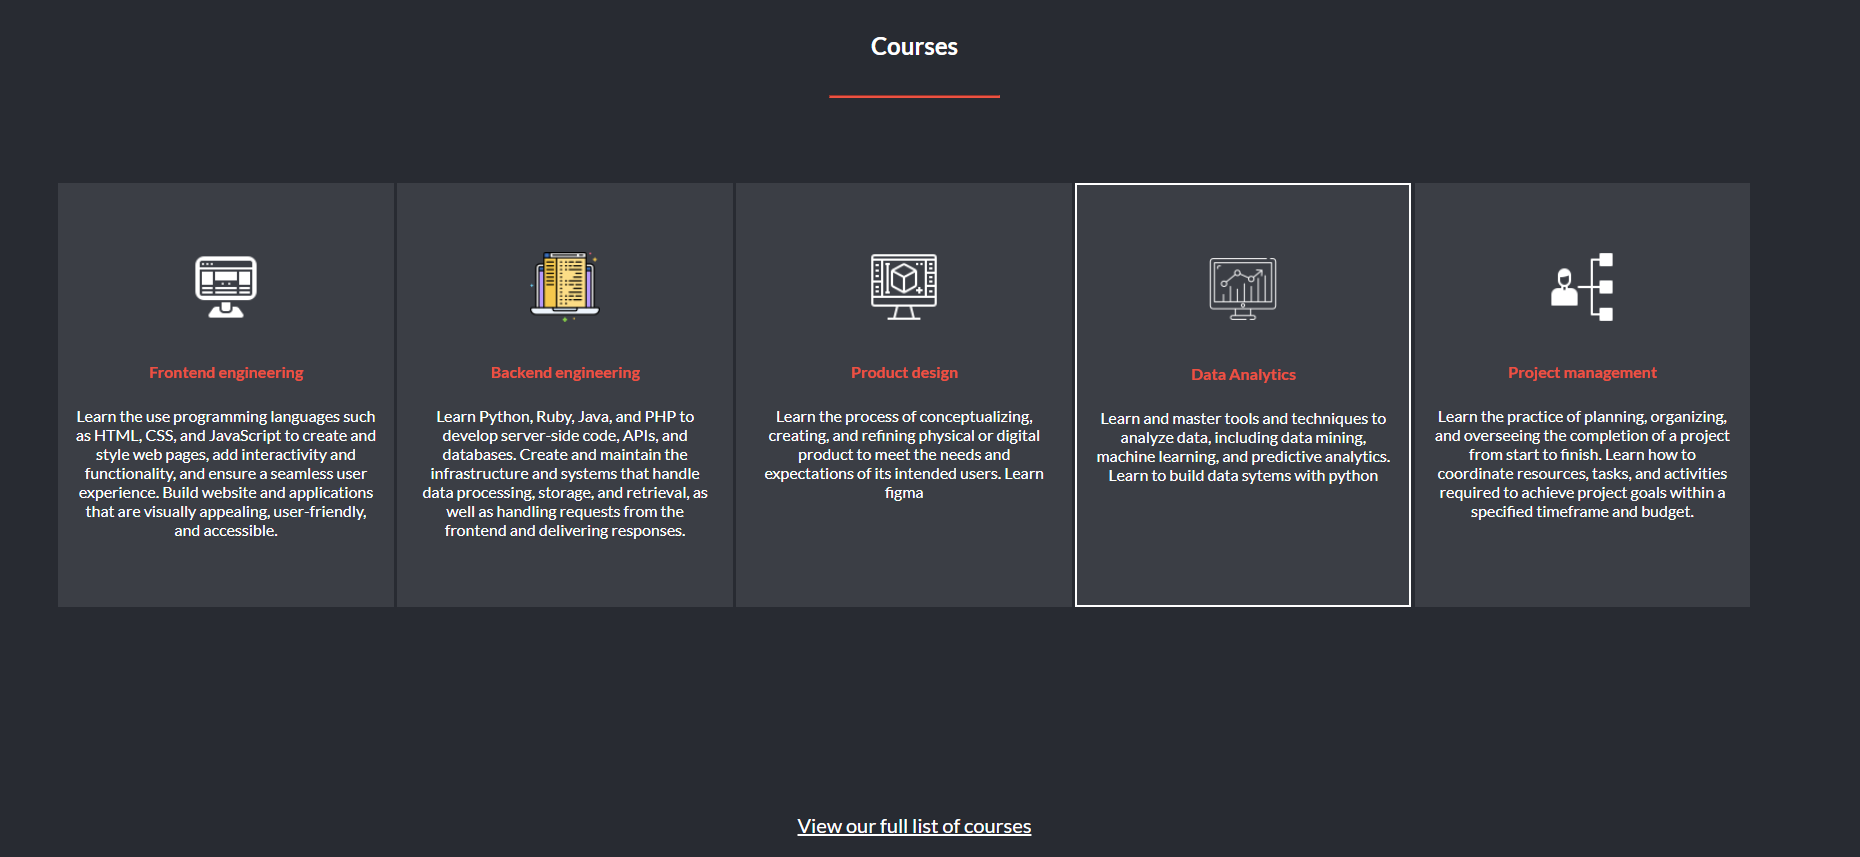 Courses
Frontend engineering
Learn the use programming languages such
as HTML, CSS, and JavaScript to create and
style web pages, add interactivity and
functionality, and ensure a seamless user
experience. Build website and applications
that are visually appealing, user-friendly,
and accessible.
Backend engineering
Learn Python, Ruby, Java, and PHP to
develop server-side code, APIs, and
databases. Create and maintain the
infrastructure and systems that handle
data processing, storage, and retrieval, as
well as handling requests from the
frontend and delivering responses.
Product design
Learn the process of conceptualizing,
creating, and refining physical or digital
product to meet the needs and
expectations of its intended users. Learn
figma
Data Analytics
Learn and master tools and techniques to
analyze data, including data mining,
machine learning, and predictive analytics.
Learn to build data sytems with python
Project management
Learn the practice of planning, organizing,
and overseeing the completion of a project
from start to finish. Learn how to
coordinate resources, tasks, and activities
required to achieve project goals within a
specified timeframe and budget.
View our full list of courses